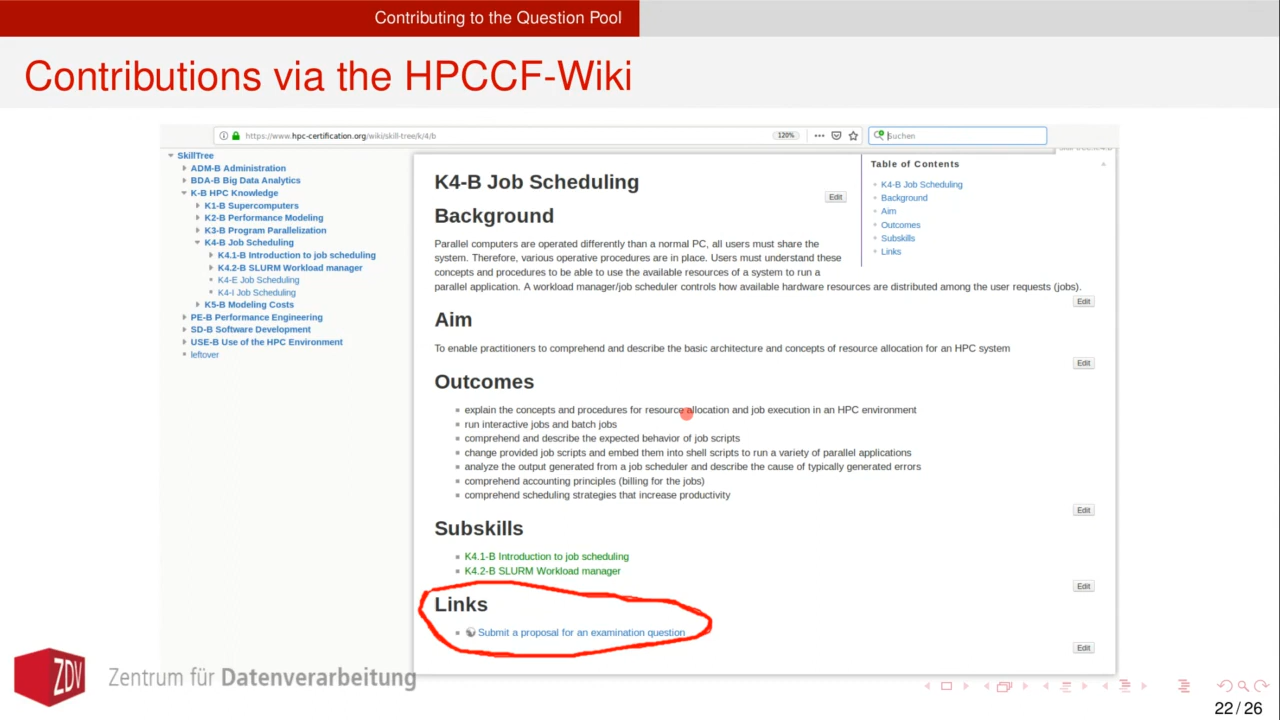 Contributing to the Question Pool
Contributions via the HPCCF-Wiki
https://www.hpc-certification.org/wiki/skill-tree/k/4/b
120%
Suchen
SkillTree
ADM-B Administration
BDA-B Big Data Analytics
K-B HPC Knowledge
K1-B Supercomputers
K2-B Performance Modeling
K3-B Program Parallelization
K4-B Job Scheduling
K4.1-B Introduction to job scheduling
K4.2-B SLURM Workload manager
K4-E Job Scheduling
K4-I Job Scheduling
K5-B Modeling Costs
PE-B Performance Engineering
SD-B Software Development
USE-B Use of the HPC Environment
leftover
K4-B Job Scheduling
Edit
Background
Parallel computers are operated differently than a normal PC, all users must share the
system. Therefore, various operative procedures are in place. Users must understand these
concepts and procedures to be able to use the available resources of a system to run a
parallel application. A workload manager/job scheduler controls how available hardware resources are distributed among the user requests (jobs).
Edit
Aim
To enable practitioners to comprehend and describe the basic architecture and concepts of resource allocation for an HPC system
Edit
Outcomes
explain the concepts and procedures for resource allocation and job execution in an HPC environment
run interactive jobs and batch jobs
comprehend and describe the expected behavior of job scripts
change provided job scripts and embed them into shell scripts to run a variety of parallel applications
analyze the output generated from a job scheduler and describe the cause of typically generated errors
comprehend accounting principles (billing for the jobs)
comprehend scheduling strategies that increase productivity
Edit
Subskills
K4.1-B Introduction to job scheduling
K4.2-B SLURM Workload manager
Edit
Links
Submit a proposal for an examination question
Edit
Table of Contents
K4-B Job Scheduling
Background
Aim
Outcomes
Subskills
Links
ZDV
Zentrum für Datenverarbeitung
22 / 26